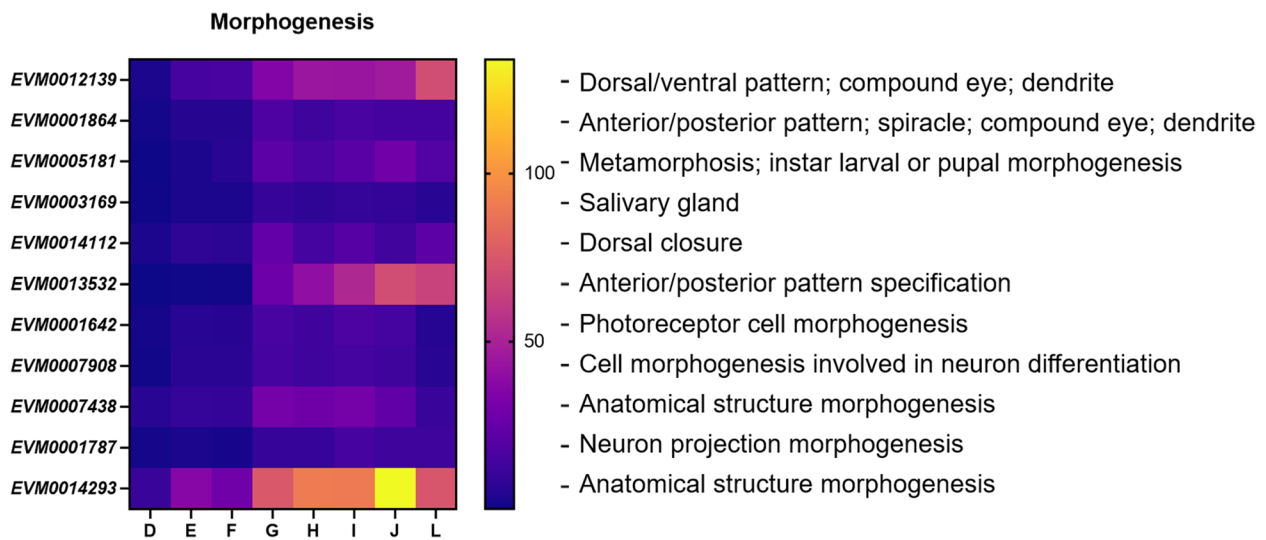 Morphogenesis
EVM0012139 - Dorsal/ventral pattern; compound eye; dendrite
EVM0001864 - Anterior/posterior pattern; spiracle; compound eye; dendrite
EVM0005181 - Metamorphosis; instar larval or pupal morphogenesis
100
EVM0003169 - Salivary gland
EVM0014112 - Dorsal closure
EVM0013532 - Anterior/posterior pattern specification
EVM0001642 - Photoreceptor cell morphogenesis
50
EVM0007908 - Cell morphogenesis involved in neuron differentiation
EVM0007438 - Anatomical structure morphogenesis
EVM0001787 - Neuron projection morphogenesis
EVM0014293 - Anatomical structure morphogenesis
D E F G H I J L